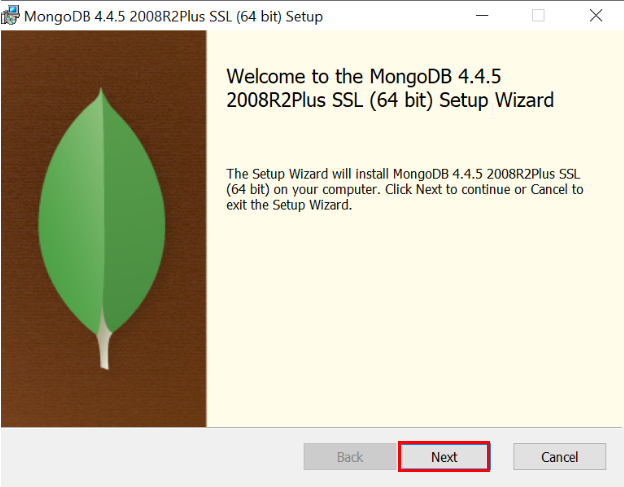 MongoDB 4.4.5 2008R2Plus SSL (64 bit) Setup
Welcome to the MongoDB 4.4.5
2008R2Plus SSL (64 bit) Setup Wizard
The Setup Wizard will install MongoDB 4.4.5 2008R2Plus SSL
(64 bit) on your computer. Click Next to continue or Cancel to
exit the Setup Wizard.
Back
Next
Cancel